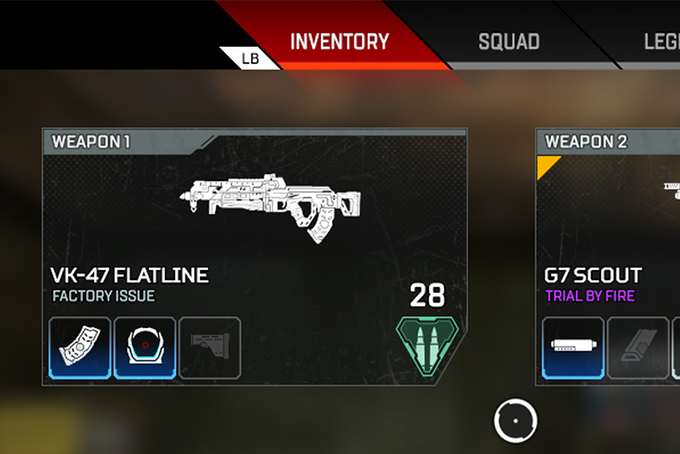 LB
INVENTORY
SQUAD
LEG
WEAPON 1
VK-47 FLATLINE
FACTORY ISSUE
28
WEAPON 2
G7 SCOUT
TRIAL BY FIRE